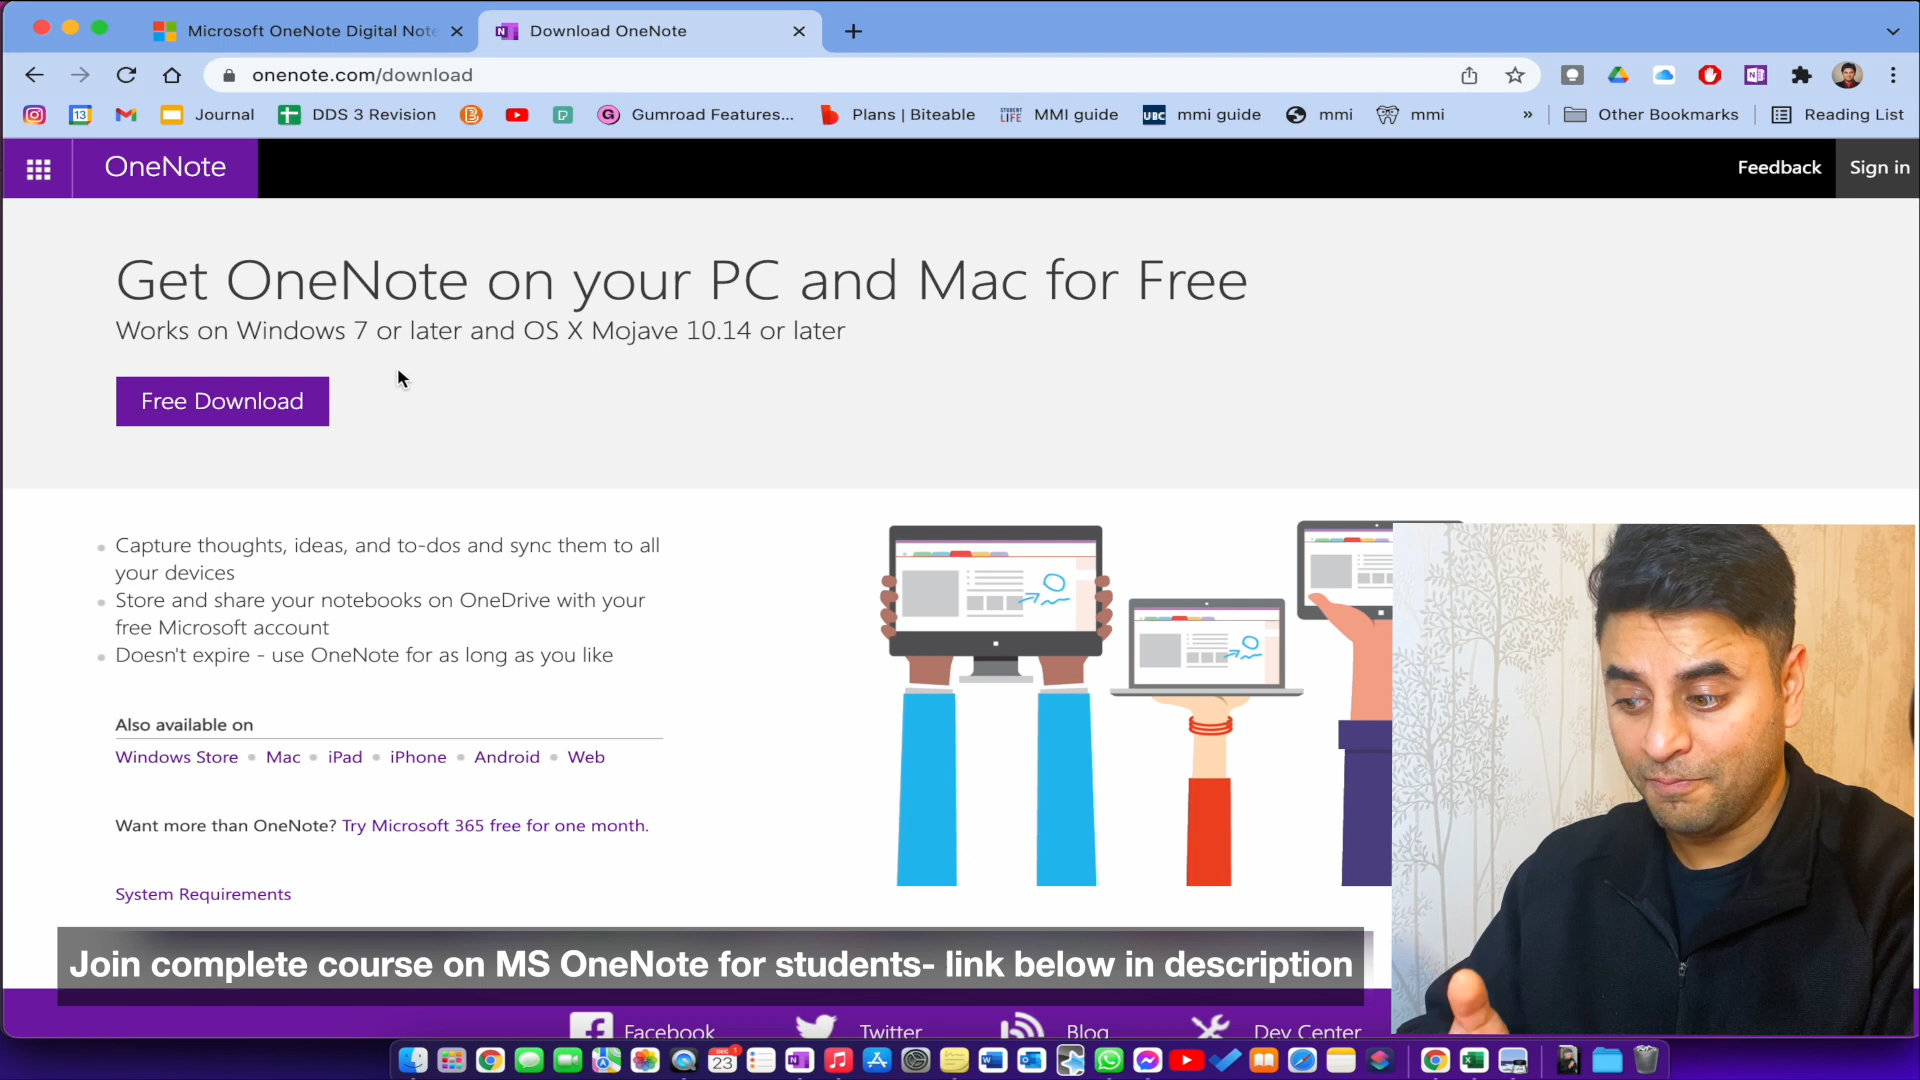 Microsoft OneNote Digital Note
Download OneNote
onenote.com/download
13
Journal
DDS 3 Revision
Gumroad Features...
Plans | Biteable
STUDENT LIFE
MMI guide
UBC
mmi guide
mmi
mmi
»
Other Bookmarks
Reading List
OneNote
Feedback
Sign in
Get OneNote on your PC and Mac for Free
Works on Windows 7 or later and OS X Mojave 10.14 or later
Free Download
Capture thoughts, ideas, and to-dos and sync them to all
your devices
Store and share your notebooks on OneDrive with your
free Microsoft account
Doesn't expire - use OneNote for as long as you like
Also available on
Windows Store
Mac
iPad
iPhone
Android
Web
Want more than OneNote? Try Microsoft 365 free for one month.
System Requirements
Join complete course on MS OneNote for students- link below in description
Facebook
Twitter
Blog
Dev Center
DEC
23